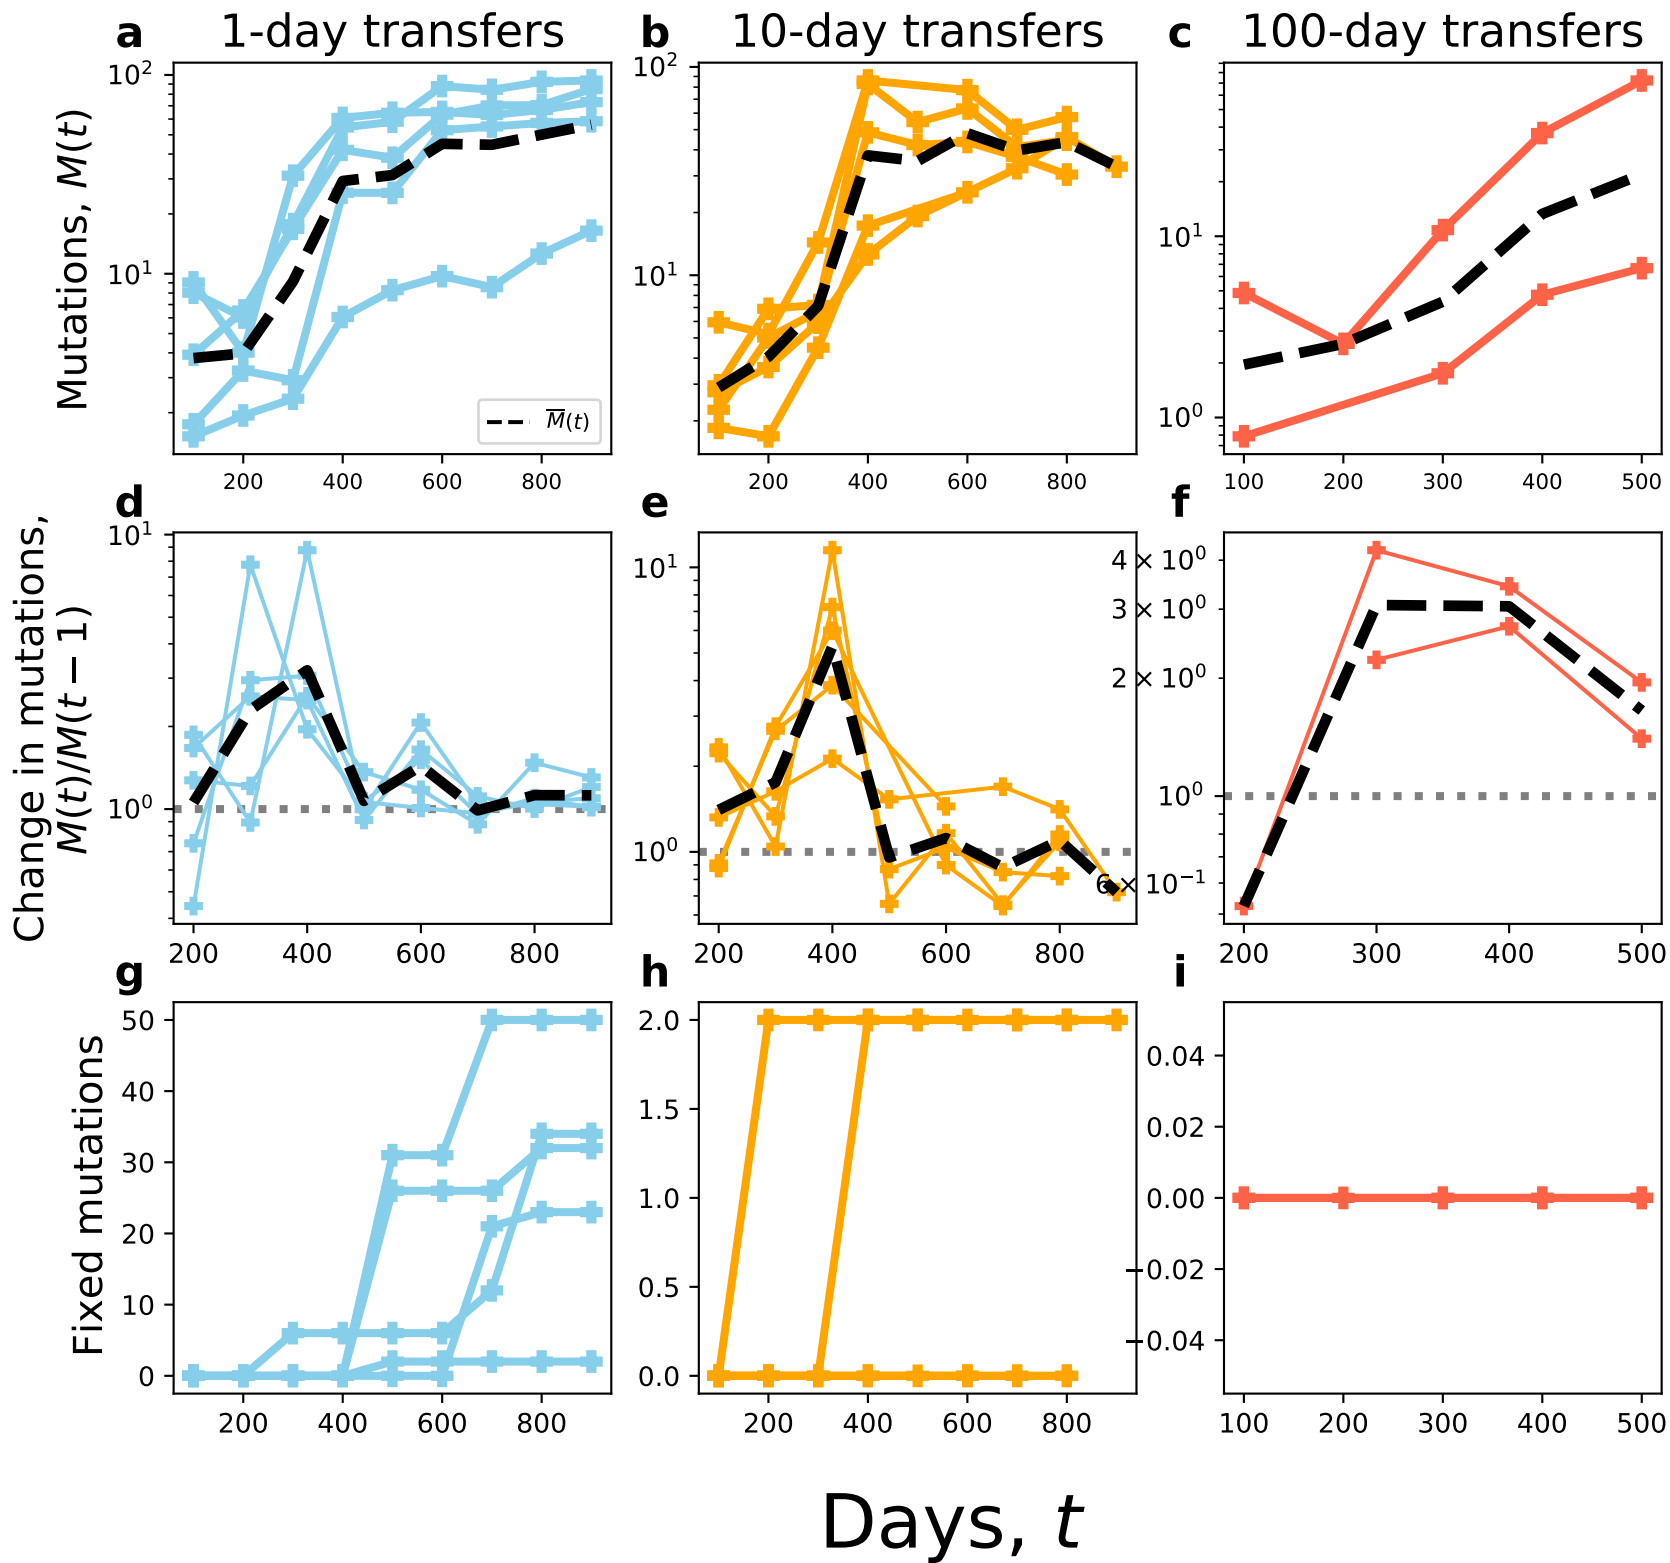 a 1-day transfers
b 10-day transfers
c 100-day transfers
Mutations, M(t)
10²
10¹
200 400 600 800
M̅(t)
10²
10¹
200 400 600 800
10¹
10⁰
100 200 300 400 500
d
e
f
Change in mutations,
M(t)/M(t − 1)
10¹
10⁰
200 400 600 800
10¹
10⁰
200 400 600 800
4 × 10⁰
3 × 10⁰
2 × 10⁰
10⁰
6 × 10⁻¹
200 300 400 500
g
h
i
Fixed mutations
50
40
30
20
10
0
200 400 600 800
2.0
1.5
1.0
0.5
0.0
200 400 600 800
0.04
0.02
0.00
−0.02
−0.04
100 200 300 400 500
Days, t